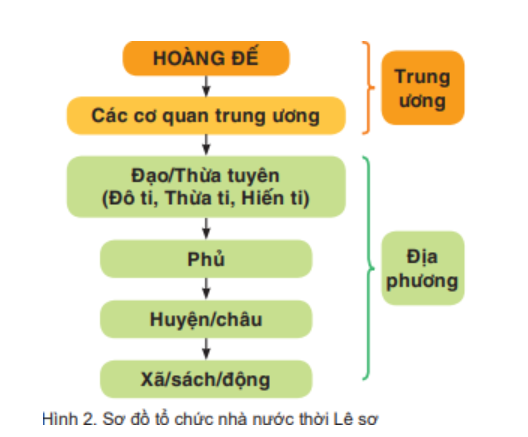 HOÀNG ĐẾ
Các cơ quan trung ương
Trung
ương
Đạo/Thừa tuyên
(Đô ti, Thừa ti, Hiến ti)
Phủ
Huyện/châu
Xã/sách/động
Địa
phương
Hình 2. Sơ đồ tổ chức nhà nước thời Lê sơ